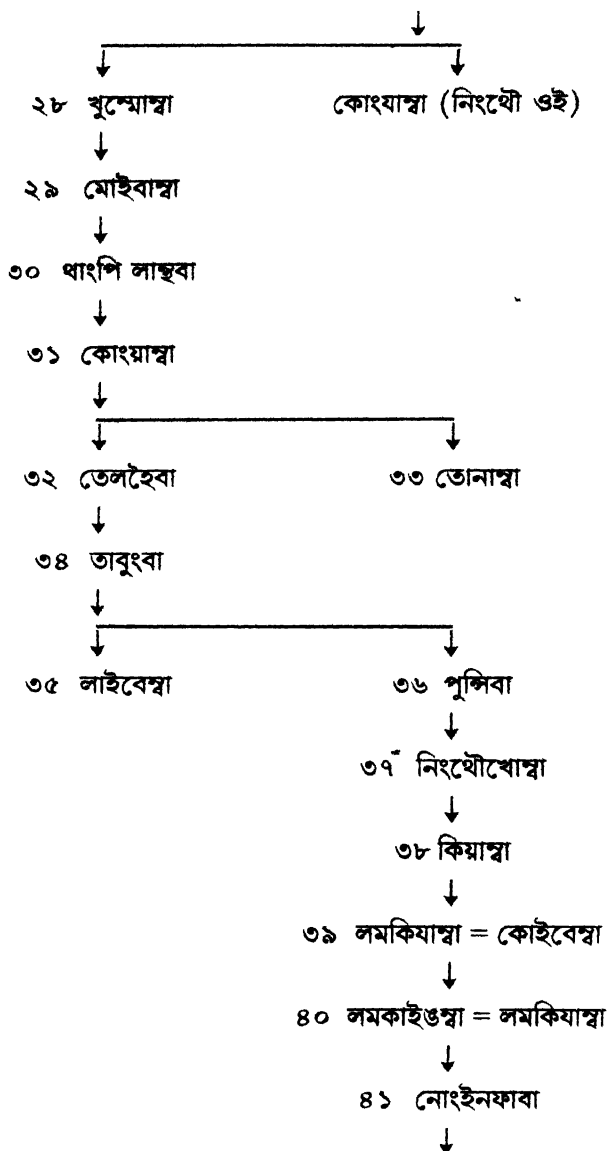 ২৮ খুম্মোম্বা কোংযাম্বা (নিংথৌ ওই)
২৯ মোইবাম্বা
৩০ থাংপি লান্থবা
৩১ কোংয়াম্বা
৩২ তেলহৈবা ৩৩ তোনাম্বা
৩৪ তাবুংবা
৩৫ লাইবেম্বা ৩৬ পুন্সিবা
৩৭ নিংথৌখোম্বা
৩৮ কিয়াম্বা
৩৯ লমকিযাম্বা = কোইবেম্বা
৪০ লমকাইঙম্বা = লমকিযাম্বা
৪১ নোংইনফাবা